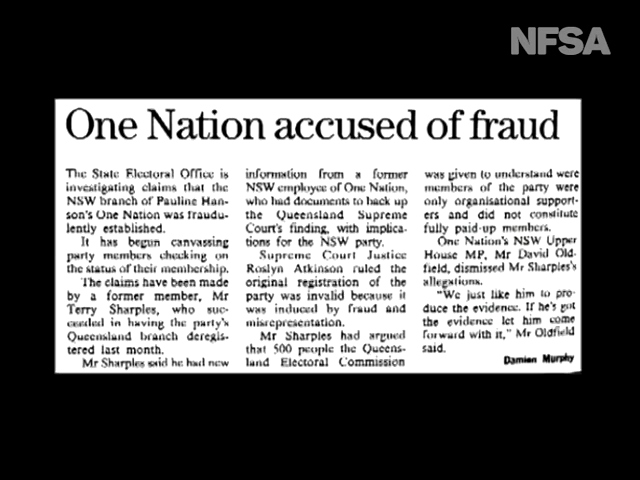 NFSA
One Nation accused of fraud
The State Electoral Office is
investigating claims that the
NSW branch of Pauline Han-
son's One Nation was fraudu-
lently established.
It has begun canvassing
party members checking on
the status of their membership.
The claims have been made
by a former member, Mr
Terry Sharples, who suc-
ceeded in having the party's
Queensland branch deregis-
tered last month.
Mr Sharples said he had new
information from a former
NSW employee of One Nation,
who had documents to back up
the Queensland Supreme
Court's finding, with implica-
tions for the NSW party.
Supreme Court Justice
Roslyn Atkinson ruled the
original registration of the
party was invalid because it
was induced by fraud and
misrepresentation.
Mr Sharples had argued
that 500 people the Queens-
land Electoral Commission
was given to understand were
members of the party were
only organisational support-
ers and did not constitute
fully paid-up members.
One Nation's NSW Upper
House MP, Mr David Old-
field, dismissed Mr Sharples's
allegations.
"We just like him to pro-
duce the evidence. If he's got
the evidence let him come
forward with it," Mr Oldfield
said.
Damien Murphy